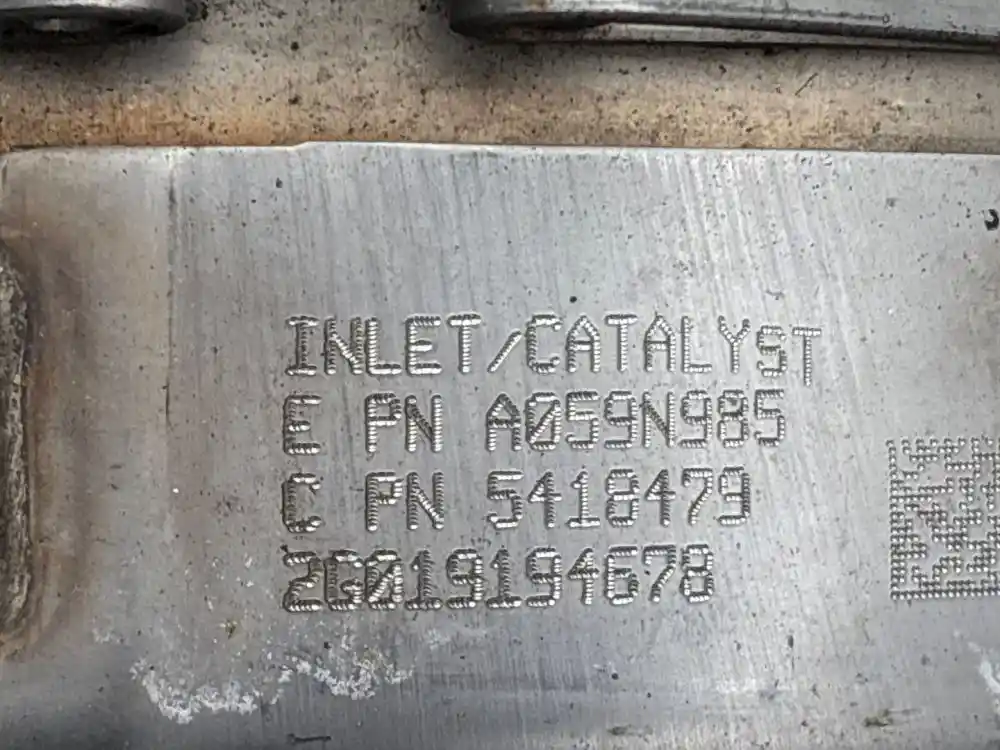 INLET/CATALYST
E PN A059N985
C PN 5418479
2G019194678